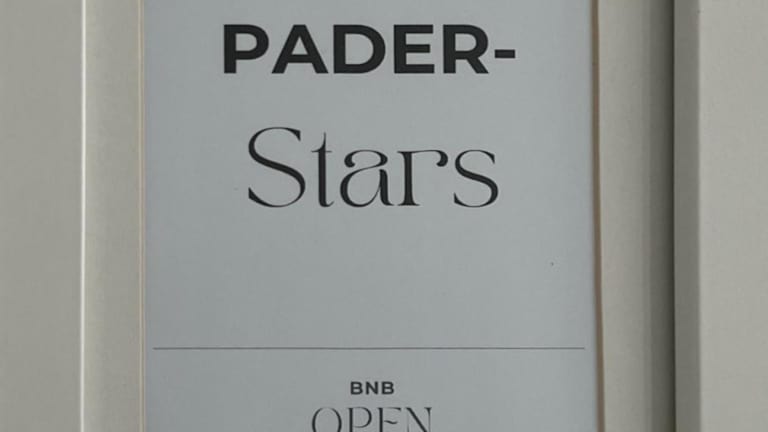 PADER-
Stars
BNB
OPEN